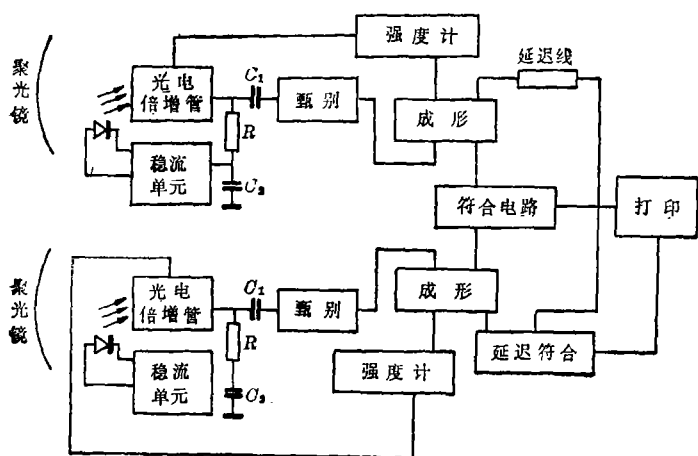 强度计
延迟线
聚光镜
光电
倍增管
C₁
甄别
成形
R
稳流
单元
C₂
符合电路
打印
聚光镜
光电
倍增管
C₁
甄别
成形
R
延迟符合
稳流
单元
强度计
C₂